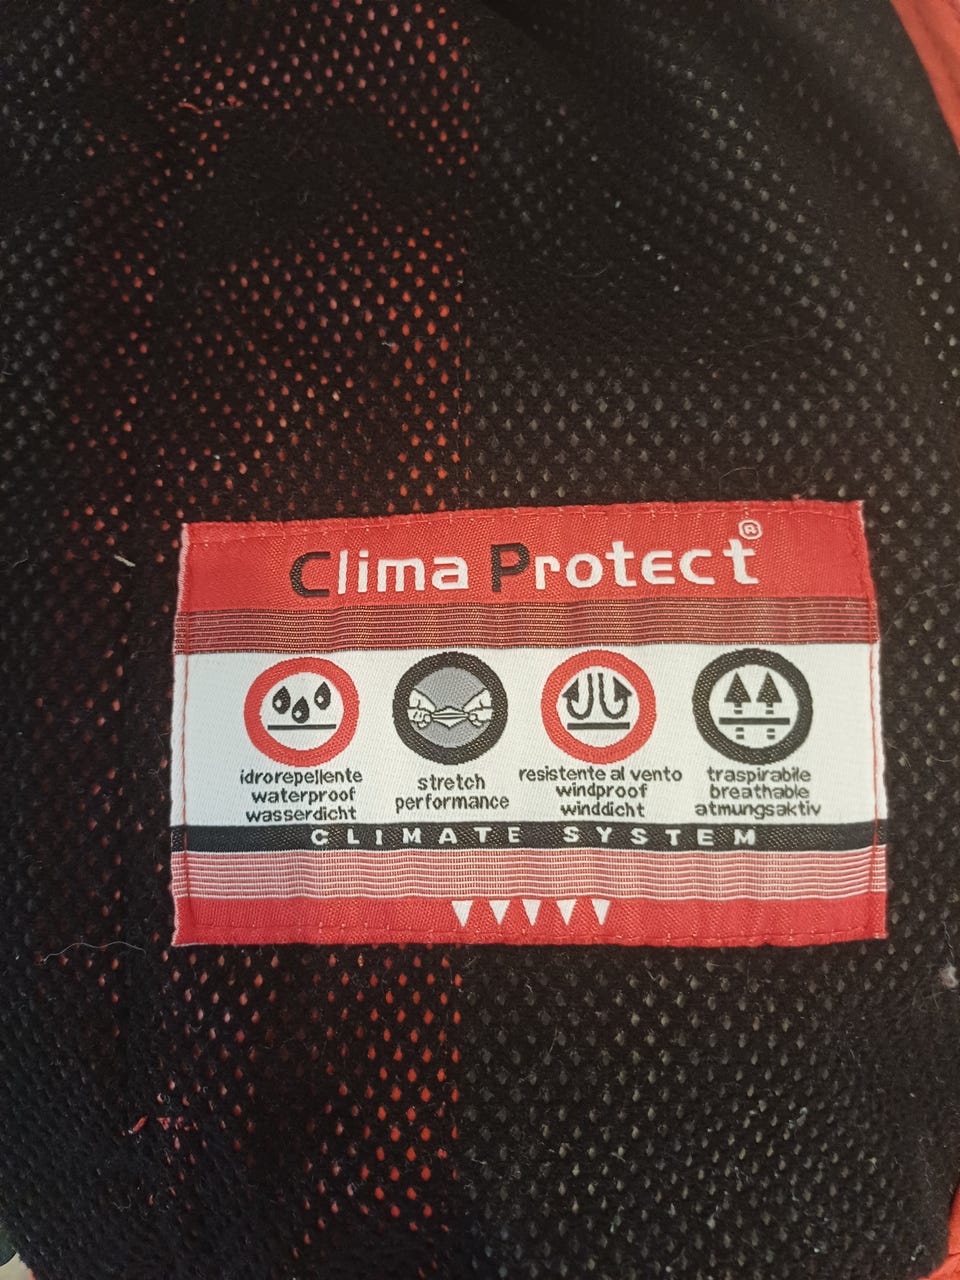 Clima Protect®
idrorepellente
waterproof
wasserdicht
stretch
performance
resistente al vento
windproof
winddicht
traspirabile
breathable
atmungsaktiv
CLIMATE SYSTEM